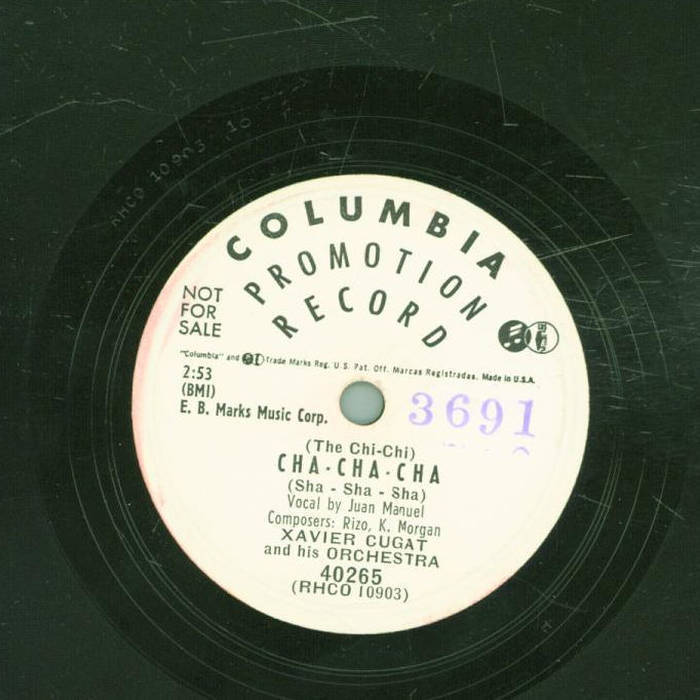 RHCO 10903 1C
COLUMBIA
PROMOTION
RECORD
NOT
FOR
SALE
"Columbia" and Trade Marks Reg. U.S. Pat. Off. Marcas Registradas. Made in U.S.A.
2:53
(BMI)
E. B. Marks Music Corp.
3691
(The Chi-Chi)
CHA-CHA-CHA
(Sha - Sha - Sha)
Vocal by Juan Manuel
Composers: Rizo, K. Morgan
XAVIER CUGAT
and his ORCHESTRA
40265
(RHCO 10903)